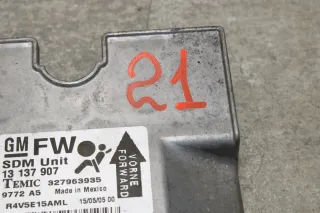 21
GM FW
SDM Unit
13 137 907
TEMIC 327963935
9772 A5 Made in Mexico
R4V5E15AML 15/05/05 00
VORNE
FORWARD